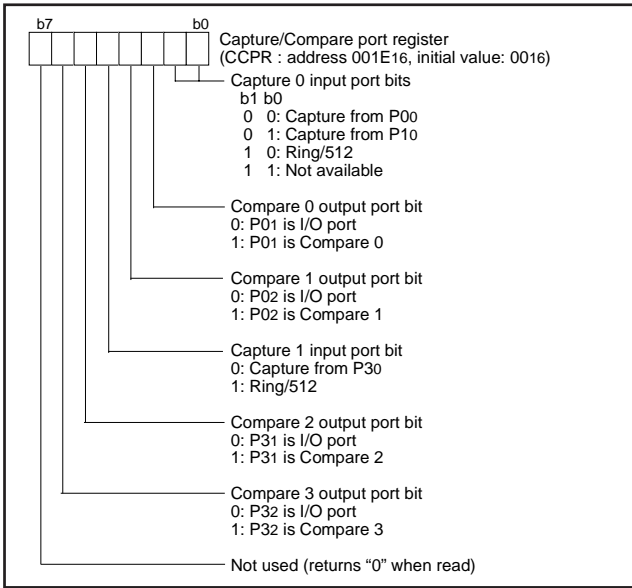 b7 b0
Capture/Compare port register
(CCPR : address 001E16, initial value: 0016)
Capture 0 input port bits
b1 b0
0 0: Capture from P00
0 1: Capture from P10
1 0: Ring/512
1 1: Not available
Compare 0 output port bit
0: P01 is I/O port
1: P01 is Compare 0
Compare 1 output port bit
0: P02 is I/O port
1: P02 is Compare 1
Capture 1 input port bit
0: Capture from P30
1: Ring/512
Compare 2 output port bit
0: P31 is I/O port
1: P31 is Compare 2
Compare 3 output port bit
0: P32 is I/O port
1: P32 is Compare 3
Not used (returns “0” when read)